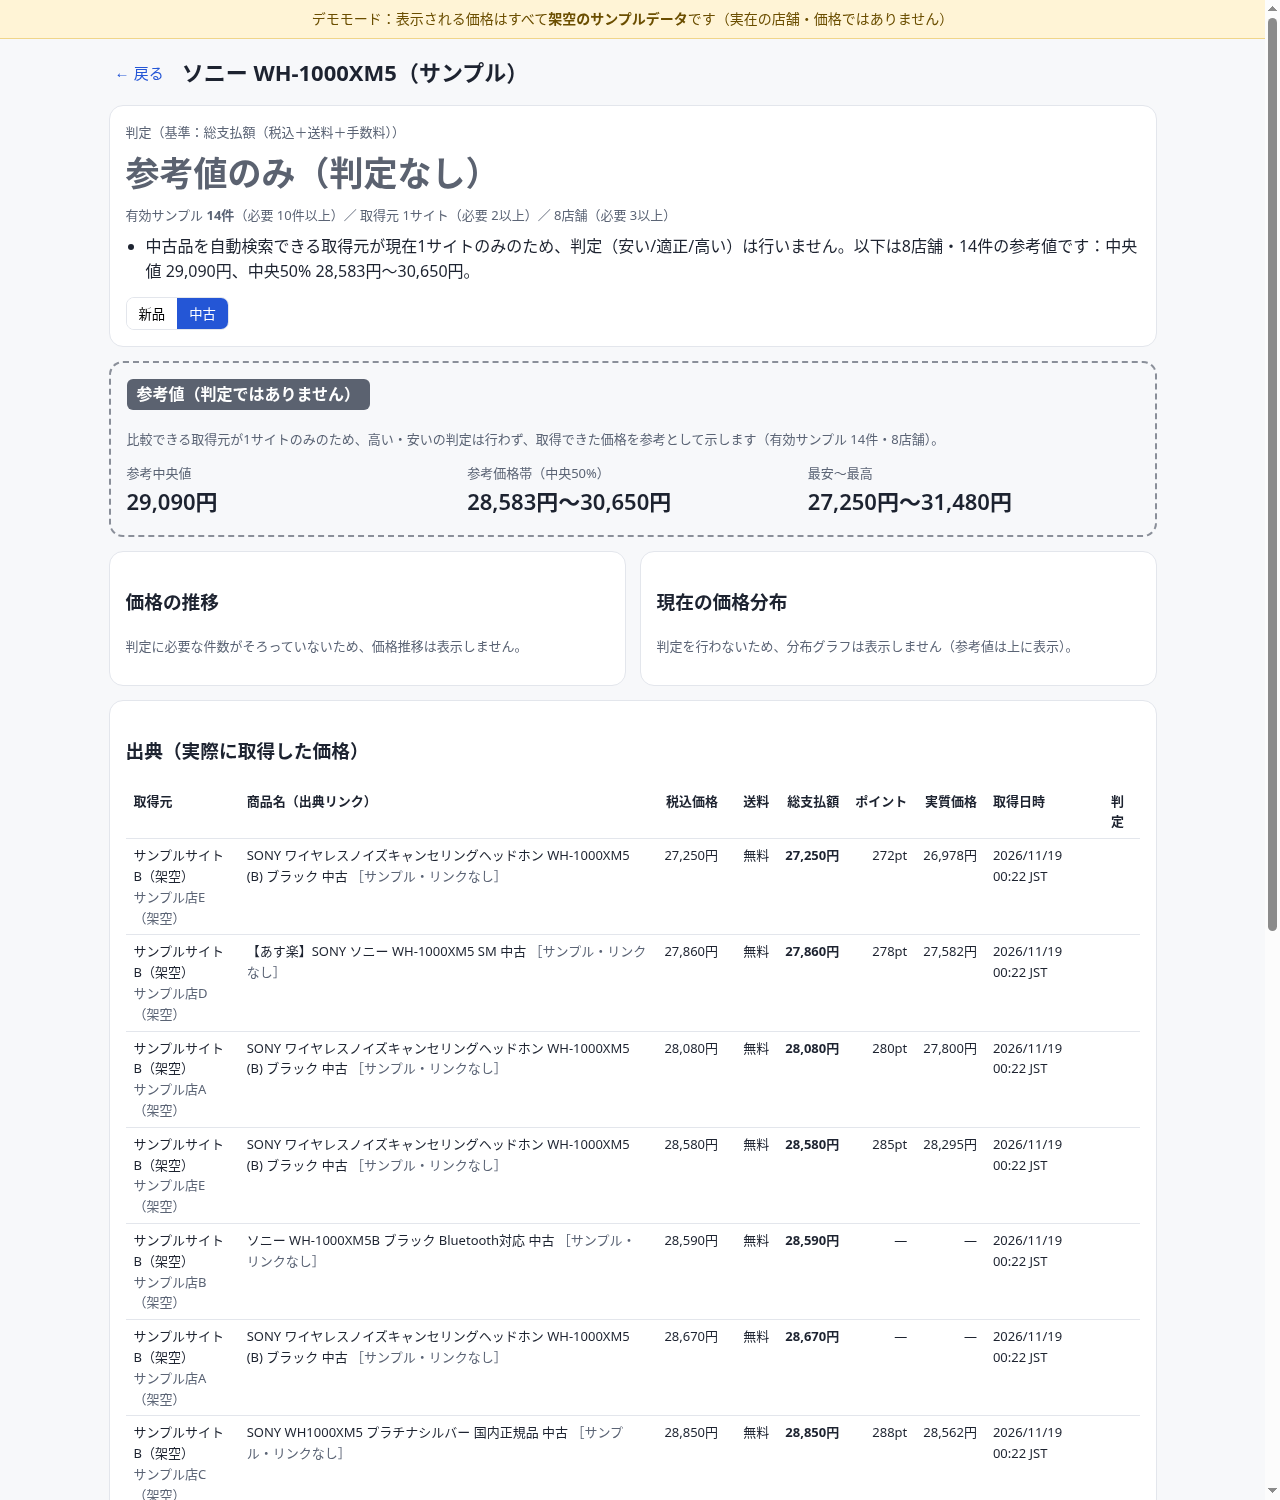 デモモード：表示される価格はすべて架空のサンプルデータです（実在の店舗・価格ではありません）
← 戻る ソニー WH-1000XM5（サンプル）
判定（基準：総支払額（税込＋送料＋手数料））
参考値のみ（判定なし）
有効サンプル 14件（必要 10件以上）／ 取得元 1サイト（必要 2以上）／ 8店舗（必要 3以上）
• 中古品を自動検索できる取得元が現在1サイトのみのため、判定（安い/適正/高い）は行いません。以下は8店舗・14件の参考値です：中央
値 29,090円、中央50% 28,583円〜30,650円。
新品 中古
参考値（判定ではありません）
比較できる取得元が1サイトのみのため、高い・安いの判定は行わず、取得できた価格を参考として示します（有効サンプル 14件・8店舗）。
参考中央値 参考価格帯（中央50%） 最安〜最高
29,090円 28,583円〜30,650円 27,250円〜31,480円
価格の推移
判定に必要な件数がそろっていないため、価格推移は表示しません。
現在の価格分布
判定を行わないため、分布グラフは表示しません（参考値は上に表示）。
出典（実際に取得した価格）
取得元 商品名（出典リンク） 税込価格 送料 総支払額 ポイント 実質価格 取得日時 判
定
サンプルサイト SONY ワイヤレスノイズキャンセリングヘッドホン WH-1000XM5 27,250円 無料 27,250円 272pt 26,978円 2026/11/19
B（架空） (B) ブラック 中古 ［サンプル・リンクなし］ 00:22 JST
サンプル店E
（架空）
サンプルサイト 【あす楽】SONY ソニー WH-1000XM5 SM 中古 ［サンプル・リンク 27,860円 無料 27,860円 278pt 27,582円 2026/11/19
B（架空） なし］ 00:22 JST
サンプル店D
（架空）
サンプルサイト SONY ワイヤレスノイズキャンセリングヘッドホン WH-1000XM5 28,080円 無料 28,080円 280pt 27,800円 2026/11/19
B（架空） (B) ブラック 中古 ［サンプル・リンクなし］ 00:22 JST
サンプル店A
（架空）
サンプルサイト SONY ワイヤレスノイズキャンセリングヘッドホン WH-1000XM5 28,580円 無料 28,580円 285pt 28,295円 2026/11/19
B（架空） (B) ブラック 中古 ［サンプル・リンクなし］ 00:22 JST
サンプル店E
（架空）
サンプルサイト ソニー WH-1000XM5B ブラック Bluetooth対応 中古 ［サンプル・ 28,590円 無料 28,590円 — — 2026/11/19
B（架空） リンクなし］ 00:22 JST
サンプル店B
（架空）
サンプルサイト SONY ワイヤレスノイズキャンセリングヘッドホン WH-1000XM5 28,670円 無料 28,670円 — — 2026/11/19
B（架空） (B) ブラック 中古 ［サンプル・リンクなし］ 00:22 JST
サンプル店A
（架空）
サンプルサイト SONY WH1000XM5 プラチナシルバー 国内正規品 中古 ［サンプ 28,850円 無料 28,850円 288pt 28,562円 2026/11/19
B（架空） ル・リンクなし］ 00:22 JST
サンプル店C
（架空）